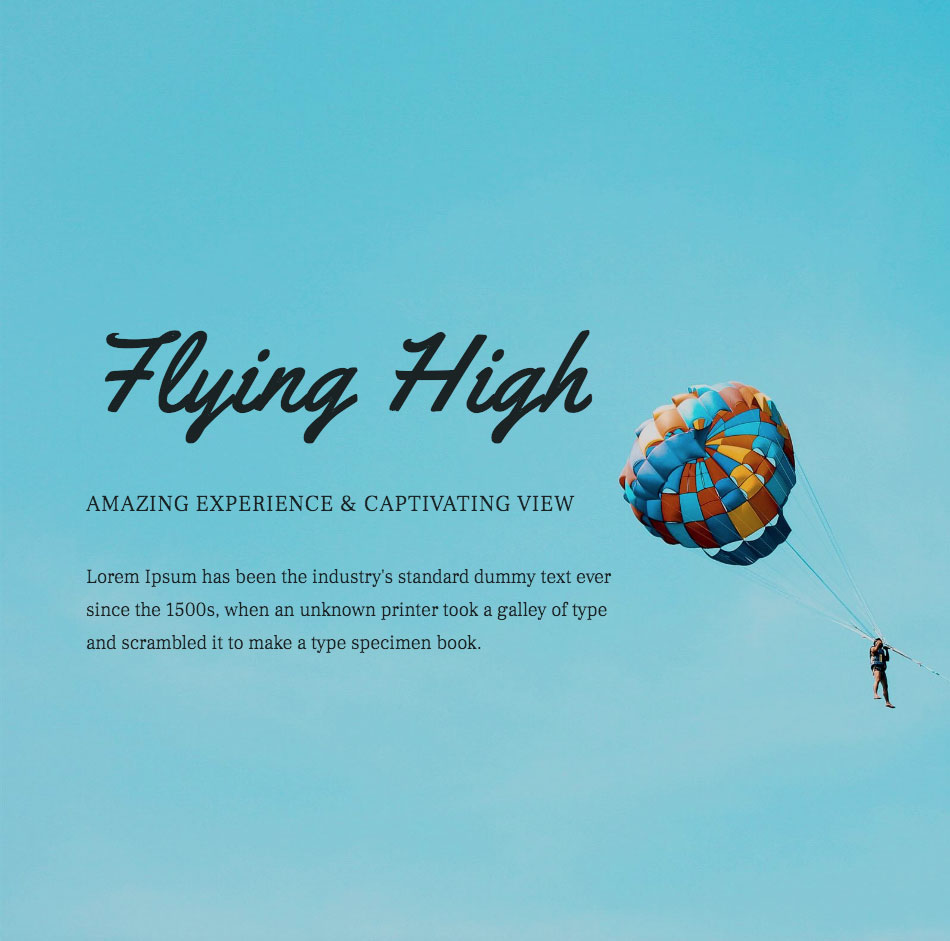 Flying High
AMAZING EXPERIENCE & CAPTIVATING VIEW
Lorem Ipsum has been the industry's standard dummy text ever
since the 1500s, when an unknown printer took a galley of type
and scrambled it to make a type specimen book.